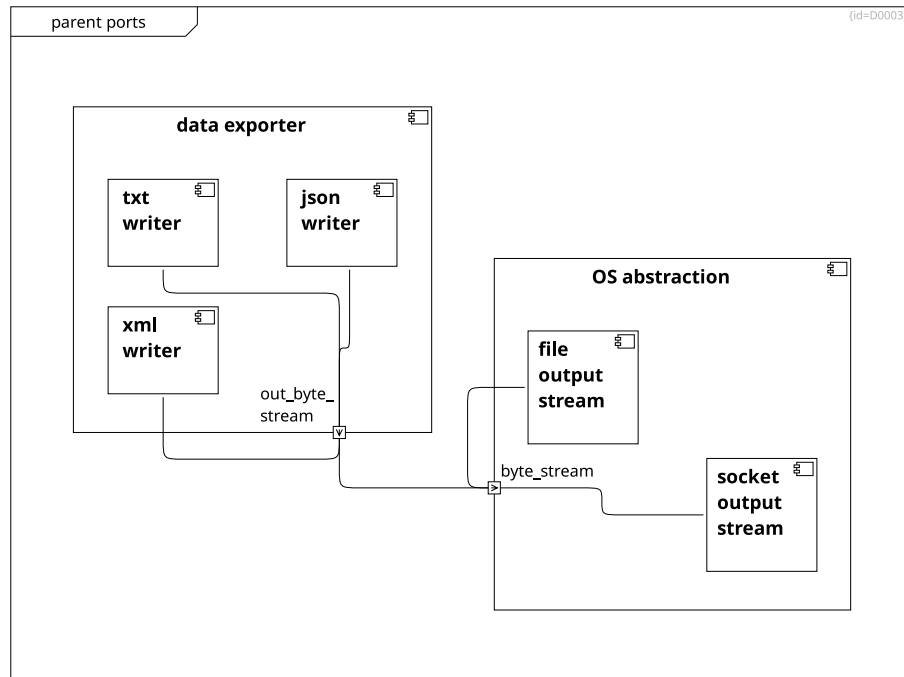 parent ports
{id=D0003
data exporter
txt
writer
json
writer
xml
writer
out_byte_
stream
OS abstraction
file
output
stream
byte_stream
socket
output
stream